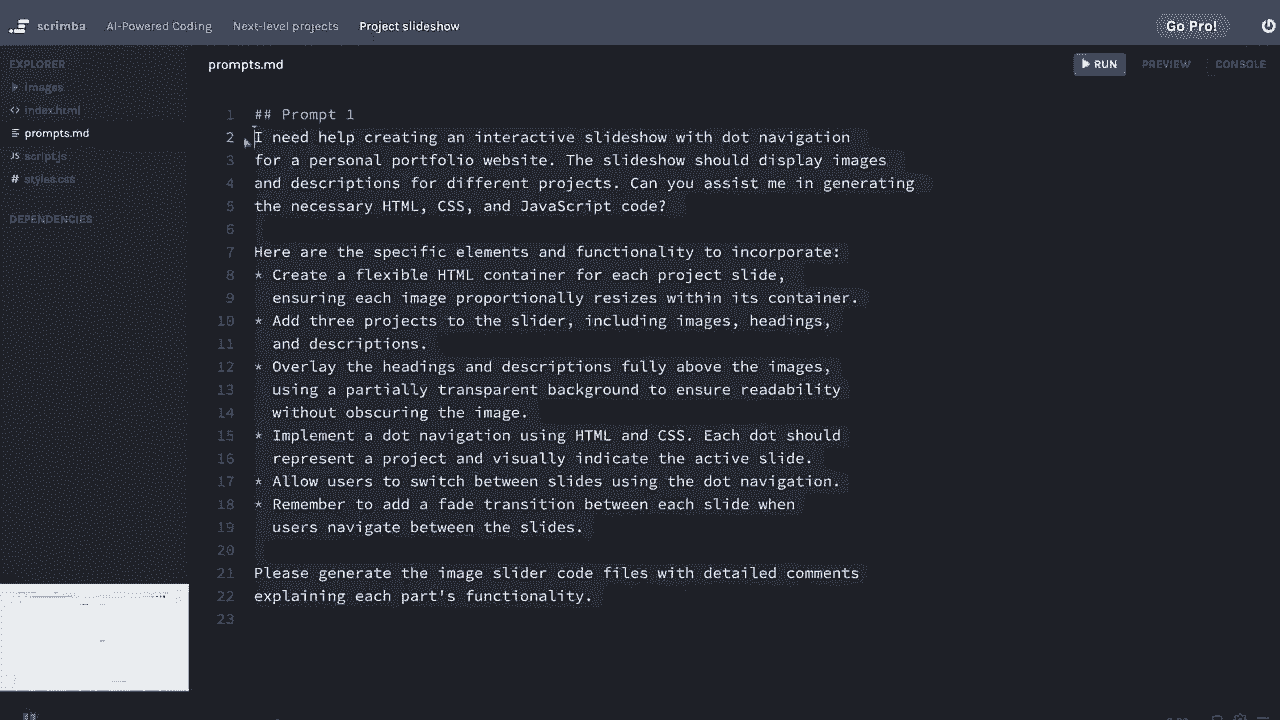 scrimba AI-Powered Coding Next-level projects Project slideshow Go Pro!
EXPLORER
images
index.html
prompts.md
script.js
styles.css
DEPENDENCIES
prompts.md
RUN PREVIEW CONSOLE
1 ## Prompt 1
2 I need help creating an interactive slideshow with dot navigation
3 for a personal portfolio website. The slideshow should display images
4 and descriptions for different projects. Can you assist me in generating
5 the necessary HTML, CSS, and JavaScript code?
6
7 Here are the specific elements and functionality to incorporate:
8 * Create a flexible HTML container for each project slide,
9 ensuring each image proportionally resizes within its container.
10 * Add three projects to the slider, including images, headings,
11 and descriptions.
12 * Overlay the headings and descriptions fully above the images,
13 using a partially transparent background to ensure readability
14 without obscuring the image.
15 * Implement a dot navigation using HTML and CSS. Each dot should
16 represent a project and visually indicate the active slide.
17 * Allow users to switch between slides using the dot navigation.
18 * Remember to add a fade transition between each slide when
19 users navigate between the slides.
20
21 Please generate the image slider code files with detailed comments
22 explaining each part's functionality.
23